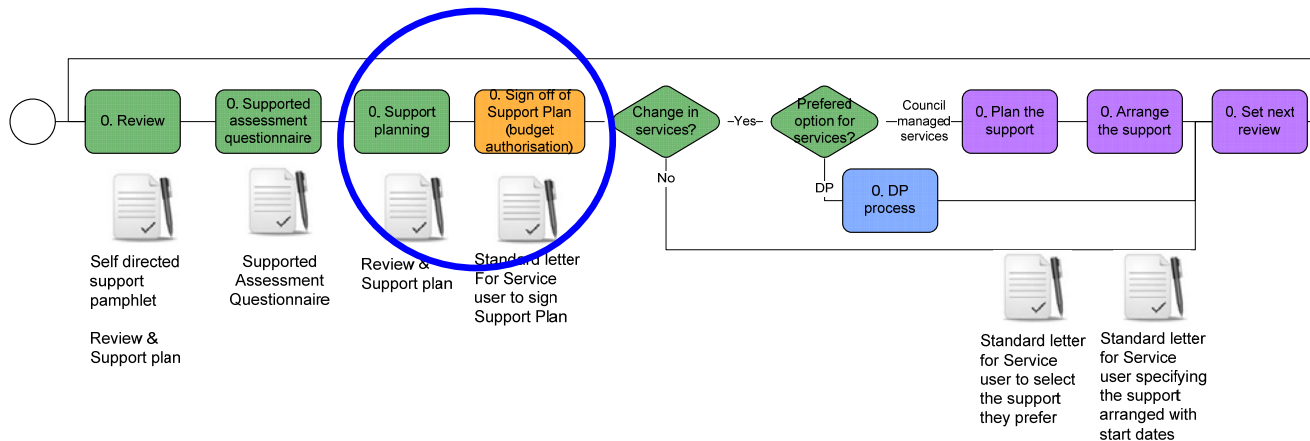 0. Review
0. Supported
assessment
questionnaire
0. Support
planning
0. Sign off of
Support Plan
(budget
authorisation)
Change in
services?
Yes
No
Prefered
option for
services?
Council
managed
services
DP
0. DP
process
0. Plan the
support
0. Arrange
the support
0. Set next
review
Self directed
support
pamphlet
Review &
Support plan
Supported
Assessment
Questionnaire
Review &
Support plan
Standard letter
For Service
user to sign
Support Plan
Standard letter
for Service
user to select
the support
they prefer
Standard letter
for Service
user specifying
the support
arranged with
start dates